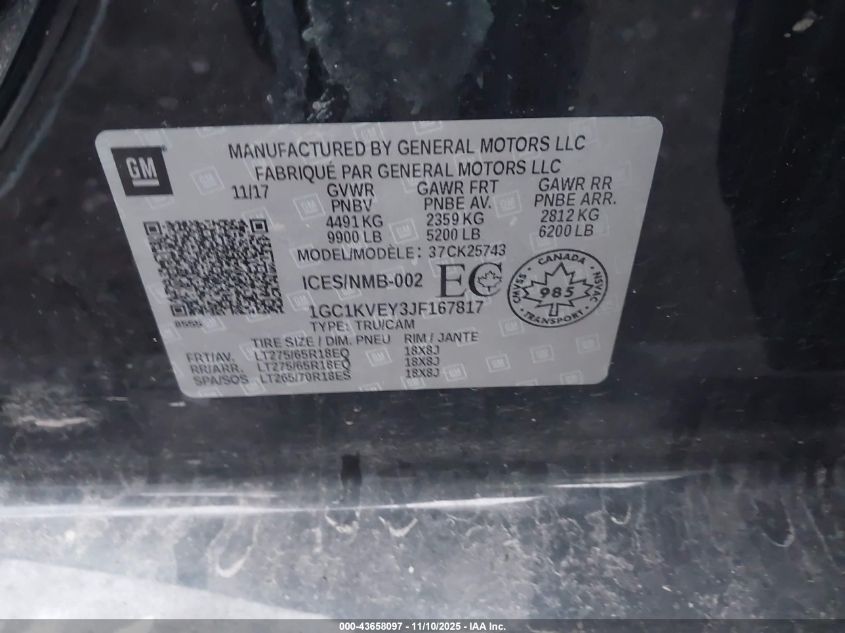 GM
MANUFACTURED BY GENERAL MOTORS LLC
FABRIQUÉ PAR GENERAL MOTORS LLC
11/17 GVWR GAWR FRT GAWR RR
PNBV PNBE AV. PNBE ARR.
4491 KG 2359 KG 2812 KG
9900 LB 5200 LB 6200 LB
MODEL/MODÈLE: 37CK25743
ICES/NMB-002 EC
CANADA
NSVAC 985 CMVSS
TRANSPORT
1GC1KVEY3JF167817
TYPE: TRU/CAM
TIRE SIZE / DIM. PNEU RIM / JANTE
FRT/AV. LT275/65R18EQ 18X8J
RR/ARR. LT275/65R18EQ 18X8J
SPA/SOS LT265/70R18ES 18X8J
000-43658097 - 11/10/2025 - IAA Inc.